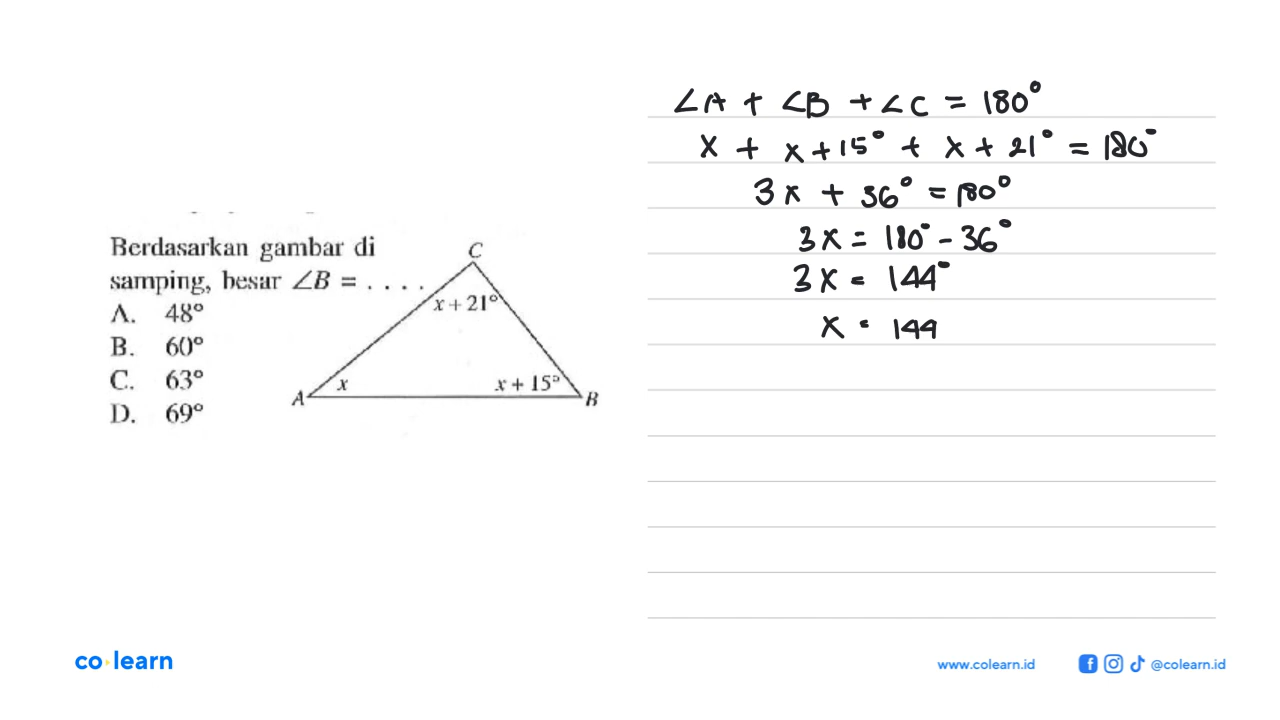 Berdasarkan gambar di
samping, besar ∠B = . . . .
A. 48°
B. 60°
C. 63°
D. 69°
C
x + 21°
A
x
x + 15°
B
∠A + ∠B + ∠C = 180°
x + x + 15° + x + 21° = 180°
3x + 36° = 180°
3x = 180° - 36°
3x = 144°
x = 144
co learn
www.colearn.id
@colearn.id